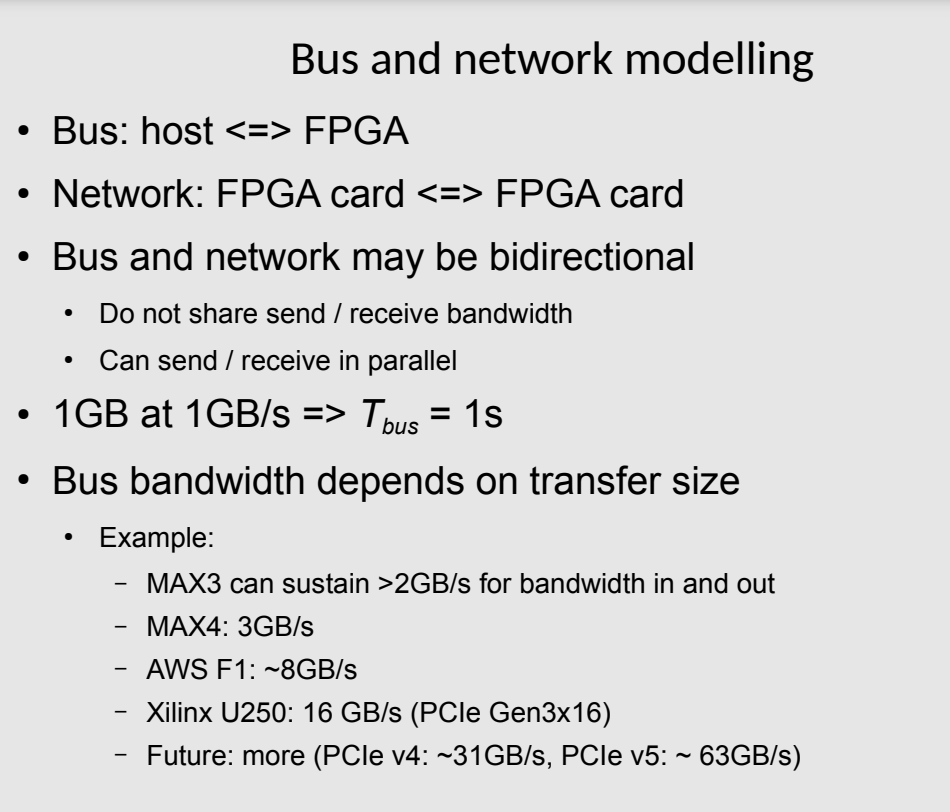 Bus and network modelling
• Bus: host <=> FPGA
• Network: FPGA card <=> FPGA card
• Bus and network may be bidirectional
• Do not share send / receive bandwidth
• Can send / receive in parallel
• 1GB at 1GB/s => Tbus = 1s
• Bus bandwidth depends on transfer size
• Example:
– MAX3 can sustain >2GB/s for bandwidth in and out
– MAX4: 3GB/s
– AWS F1: ~8GB/s
– Xilinx U250: 16 GB/s (PCIe Gen3x16)
– Future: more (PCIe v4: ~31GB/s, PCIe v5: ~ 63GB/s)